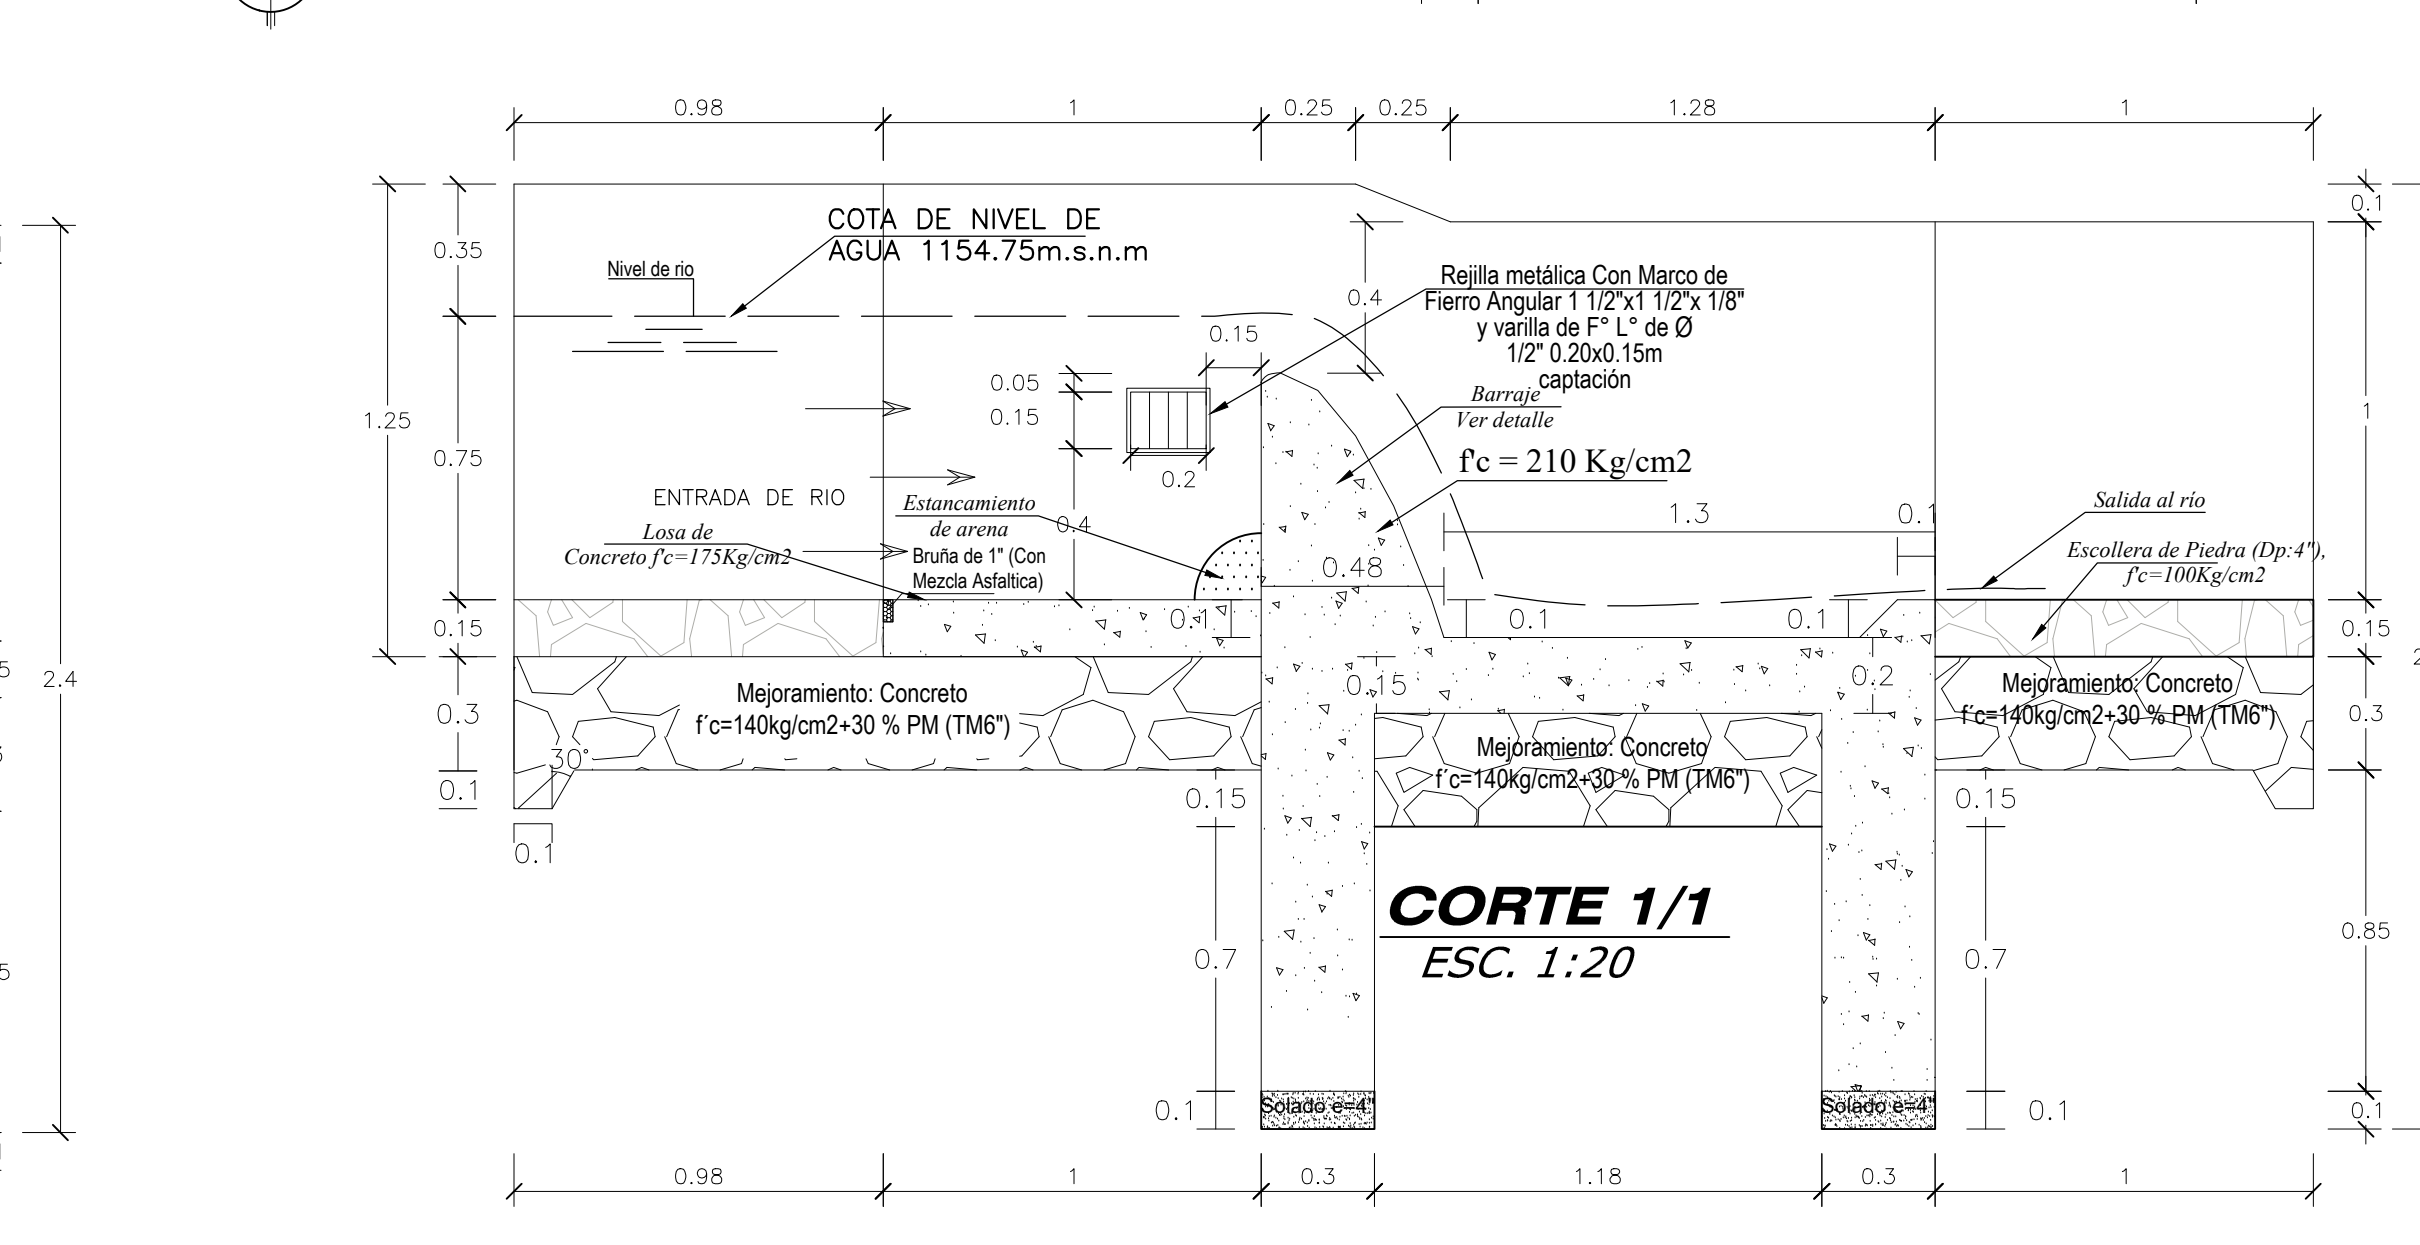 0.98
1
0.25
0.25
1.28
1
0.1
0.35
COTA DE NIVEL DE
AGUA 1154.75m.s.n.m
Nivel de rio
Rejilla metálica Con Marco de
Fierro Angular 1 1/2"x1 1/2"x 1/8"
y varilla de F° L° de Ø
1/2" 0.20x0.15m
captación
0.4
0.15
0.05
0.15
0.2
Barraje
Ver detalle
f'c = 210 Kg/cm2
1.25
0.75
1
ENTRADA DE RIO
Losa de
Concreto f'c=175Kg/cm2
Estancamiento
de arena
0.4
Bruña de 1" (Con
Mezcla Asfaltica)
1.3
0.1
0.48
Salida al río
Escollera de Piedra (Dp:4"),
f'c=100Kg/cm2
0.15
0.1
0.1
0.1
0.15
2.4
0.15
0.2
Mejoramiento: Concreto
f´c=140kg/cm2+30 % PM (TM6")
Mejoramiento: Concreto
f´c=140kg/cm2+30 % PM (TM6")
Mejoramiento: Concreto
f´c=140kg/cm2+30 % PM (TM6")
0.3
0.3
30°
0.1
0.1
0.15
0.15
CORTE 1/1
ESC. 1:20
0.7
0.7
0.85
0.1
Solado e=4"
Solado e=4"
0.1
0.1
0.98
1
0.3
1.18
0.3
1